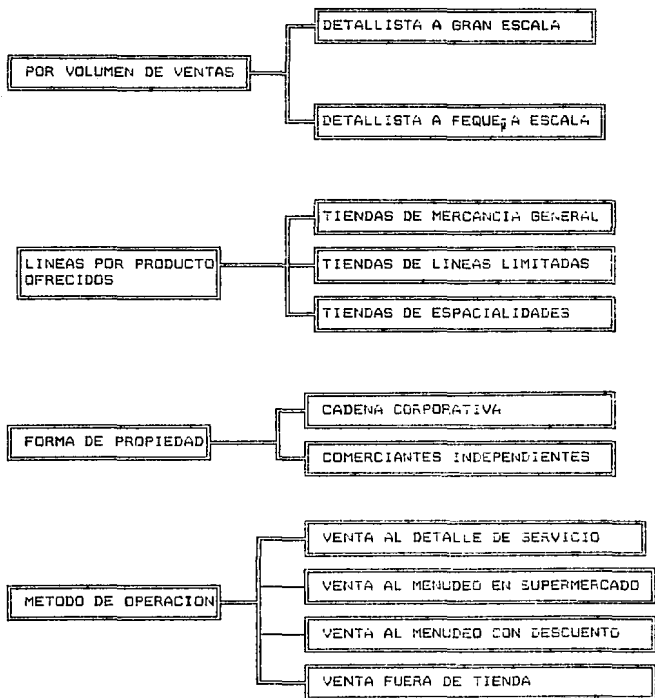 DETALLISTA A GRAN ESCALA
POR VOLUMEN DE VENTAS
DETALLISTA A ESCALA
TIENDAS DE MERCANCIA GENERAL
LINEAS POR PRODUCTO
OFRECIDOS
TIENDAS DE LINEAS LIMITADAS
TIENDAS DE ESPACIALIDADES
CADENA CORPORATIVA
FORMA DE PROPIEDAD
COMERCIANTES INDEPENDIENTES
VENTA AL DETALLE DE SERVICIO
VENTA AL MENUDEO EN SUPERMERCADO
METODO DE OPERACION
VENTA AL MENUDEO CON DESCUENTO
VENTA FUERA DE TIENDA